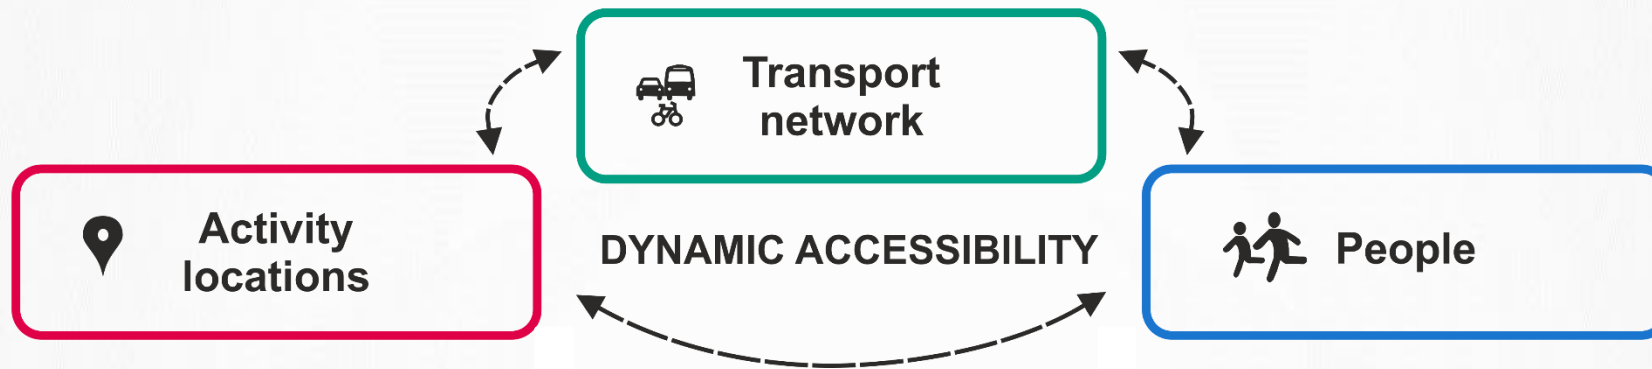 Transport
network
Activity
locations
DYNAMIC ACCESSIBILITY
People